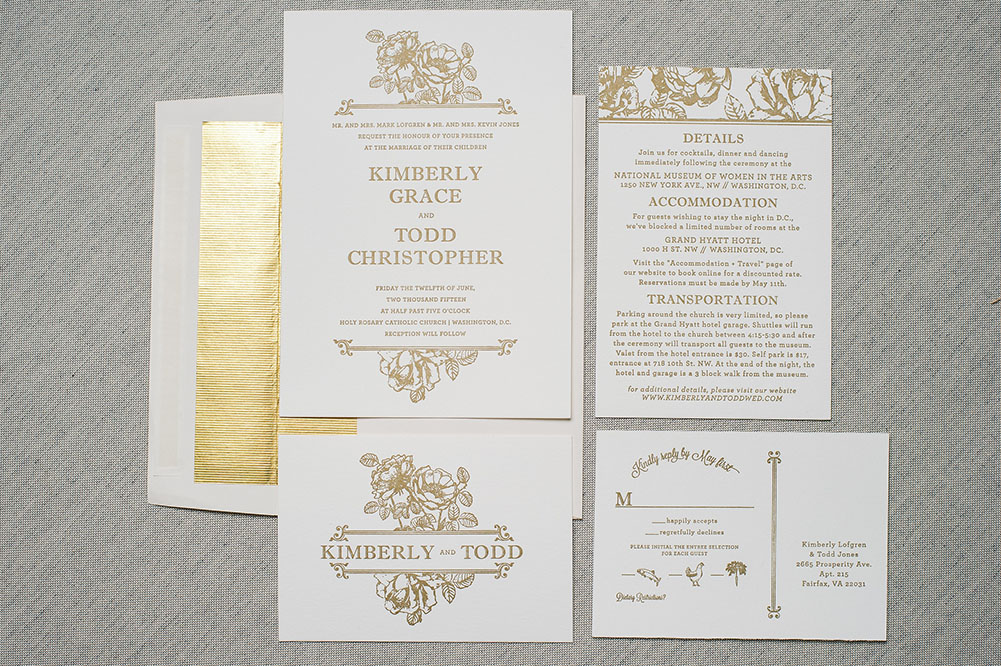 MR. AND MRS. MARK LOFGREN & MR. AND MRS. KEVIN JONES
REQUEST THE HONOUR OF YOUR PRESENCE
AT THE MARRIAGE OF THEIR CHILDREN
KIMBERLY
GRACE
AND
TODD
CHRISTOPHER
FRIDAY THE TWELFTH OF JUNE,
TWO THOUSAND FIFTEEN
AT HALF PAST FIVE O'CLOCK
HOLY ROSARY CATHOLIC CHURCH | WASHINGTON, D.C.
RECEPTION WILL FOLLOW
DETAILS
Join us for cocktails, dinner and dancing
immediately following the ceremony at the
NATIONAL MUSEUM OF WOMEN IN THE ARTS
1250 NEW YORK AVE., NW // WASHINGTON, D.C.
ACCOMMODATION
For guests wishing to stay the night in D.C.,
we've blocked a limited number of rooms at the
GRAND HYATT HOTEL
1000 H ST. NW // WASHINGTON, DC.
Visit the "Accommodation + Travel" page of
our website to book online for a discounted rate.
Reservations must be made by May 11th.
TRANSPORTATION
Parking around the church is very limited, so please
park at the Grand Hyatt hotel garage. Shuttles will run
from the hotel to the church between 4:15-5:30 and after
the ceremony will transport all guests to the museum.
Valet from the hotel entrance is $30. Self park is $17,
entrance at 718 10th St. NW. At the end of the night, the
hotel and garage is a 3 block walk from the museum.
for additional details, please visit our website
WWW.KIMBERLYANDTODDWED.COM
KIMBERLY AND TODD
Kindly reply by May first
M
happily accepts
regretfully declines
PLEASE INITIAL THE ENTREE SELECTION
FOR EACH GUEST
Dietary Restrictions?
Kimberly Lofgren
& Todd Jones
2665 Prosperity Ave.
Apt. 215
Fairfax, VA 22031